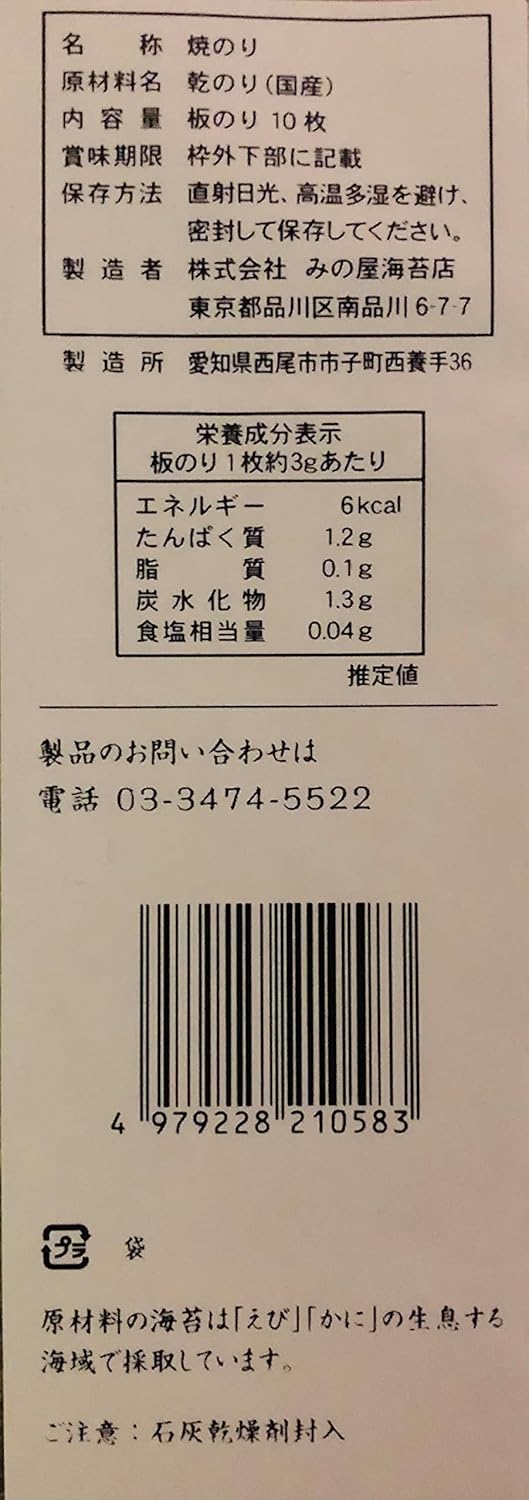 名称 焼のり
原材料名 乾のり(国産)
内容量 板のり 10枚
賞味期限 枠外下部に記載
保存方法 直射日光、高温多湿を避け、
密封して保存してください。
製造者 株式会社 みの屋海苔店
東京都品川区南品川 6-7-7
製造所 愛知県西尾市市子町西養手36
栄養成分表示
板のり1枚約3gあたり
エネルギー 6kcal
たんぱく質 1.2g
脂質 0.1g
炭水化物 1.3g
食塩相当量 0.04g
推定値
製品のお問い合わせは
電話 03-3474-5522
4 979228 210583
プラ 袋
原材料の海苔は「えび」「かに」の生息する
海域で採取しています。
ご注意：石灰乾燥剤封入